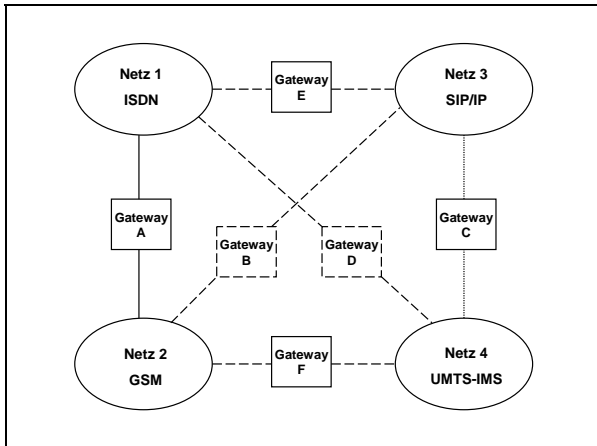 Netz 1
ISDN
Gateway
E
Netz 3
SIP/IP
Gateway
A
Gateway
B
Gateway
D
Gateway
C
Netz 2
GSM
Gateway
F
Netz 4
UMTS-IMS